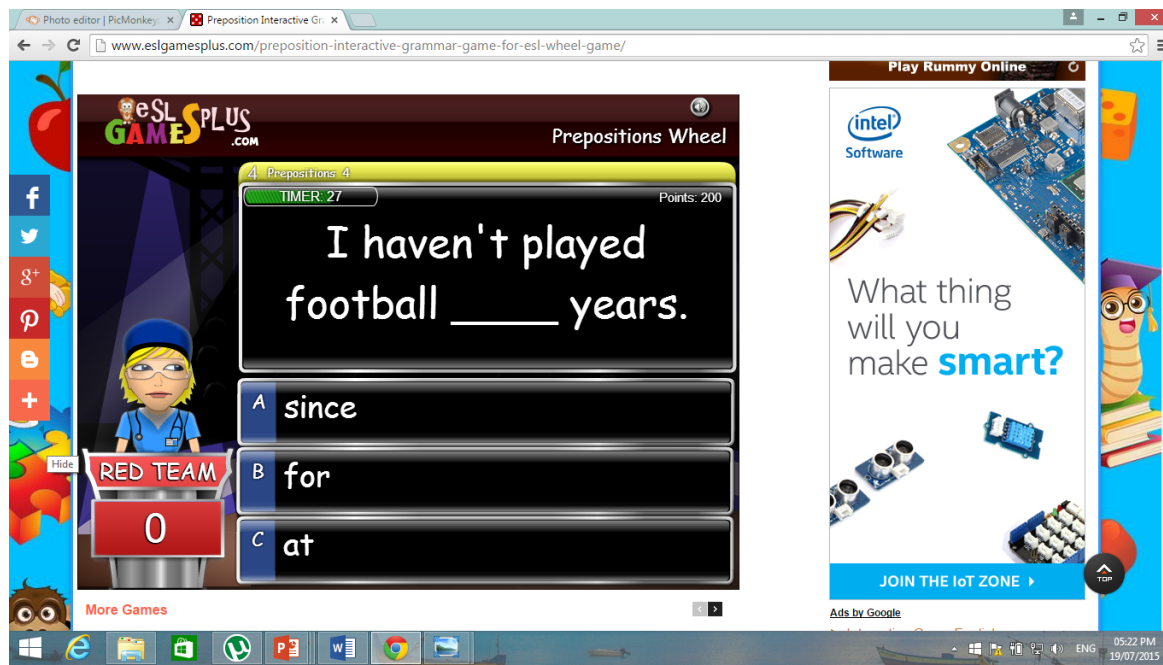 Photo editor | PicMonkey
Preposition Interactive Gr
www.eslgamesplus.com/preposition-interactive-grammar-game-for-esl-wheel-game/
Play Rummy Online
eSL
GAMESPLUS
.COM
Prepositions Wheel
4 Prepositions 4
TIMER: 27
Points: 200
I haven't played
football ____ years.
A since
B for
C at
Hide
RED TEAM
0
More Games
intel
Software
What thing
will you
make smart?
JOIN THE IoT ZONE
TOP
Ads by Google
ENG
05:22 PM
19/07/2015